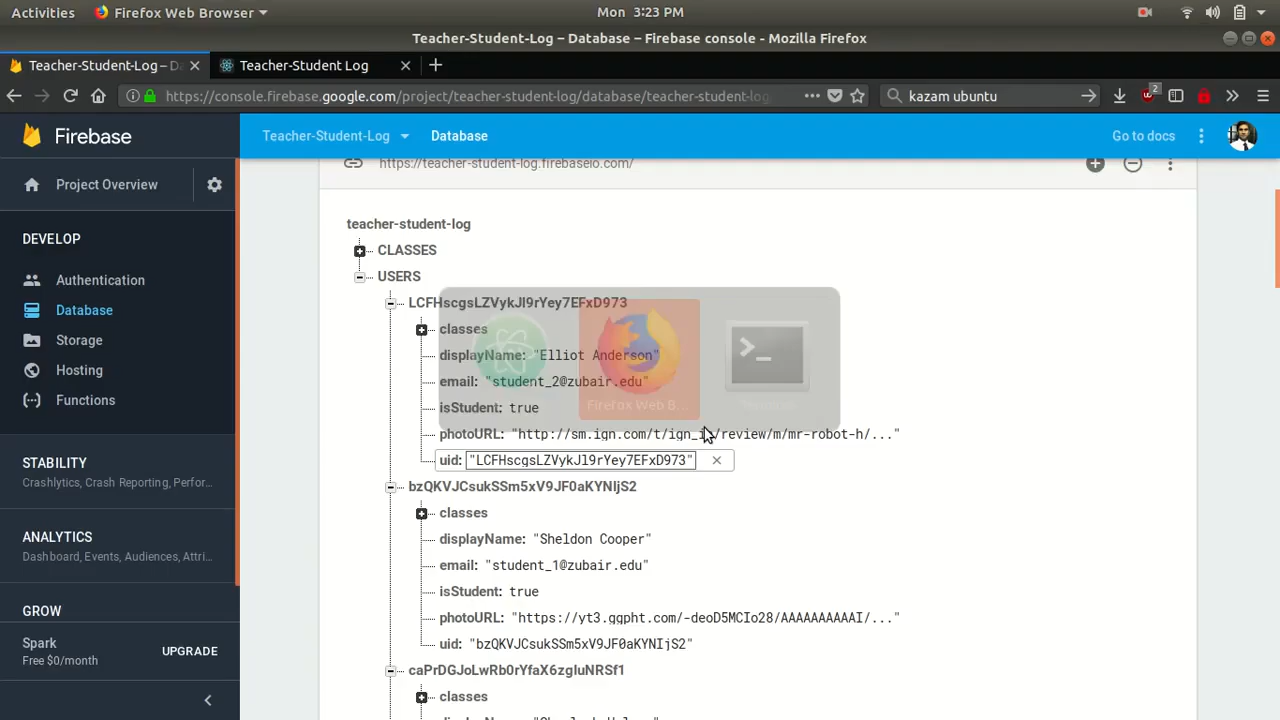 Activities Firefox Web Browser Mon 3:23 PM
Teacher-Student-Log – Database – Firebase console - Mozilla Firefox
Teacher-Student-Log – D Teacher-Student Log
https://console.firebase.google.com/project/teacher-student-log/database/teacher-student-log kazam ubuntu 2
Firebase Teacher-Student-Log Database Go to docs
https://teacher-student-log.firebaseio.com/
Project Overview
DEVELOP
Authentication
Database
Storage
Hosting
Functions
STABILITY
Crashlytics, Crash Reporting, Perfor...
ANALYTICS
Dashboard, Events, Audiences, Attri...
GROW
Spark
Free $0/month
UPGRADE
teacher-student-log
CLASSES
USERS
LCFHscgsLZVykJl9rYey7EFxD973
classes
displayName: "Elliot Anderson"
email: "student_2@zubair.edu"
isStudent: true
Firefox Web B... Terminal
photoURL: "http://sm.ign.com/t/ign_in/review/m/mr-robot-h/..."
uid: "LCFHscgsLZVykJl9rYey7EFxD973"
bzQKVJCsukSSm5xV9JF0aKYNIjS2
classes
displayName: "Sheldon Cooper"
email: "student_1@zubair.edu"
isStudent: true
photoURL: "https://yt3.ggpht.com/-deoD5MCIo28/AAAAAAAAAAI/..."
uid: "bzQKVJCsukSSm5xV9JF0aKYNIjS2"
caPrDGJoLwRb0rYfaX6zgIuNRSf1
classes